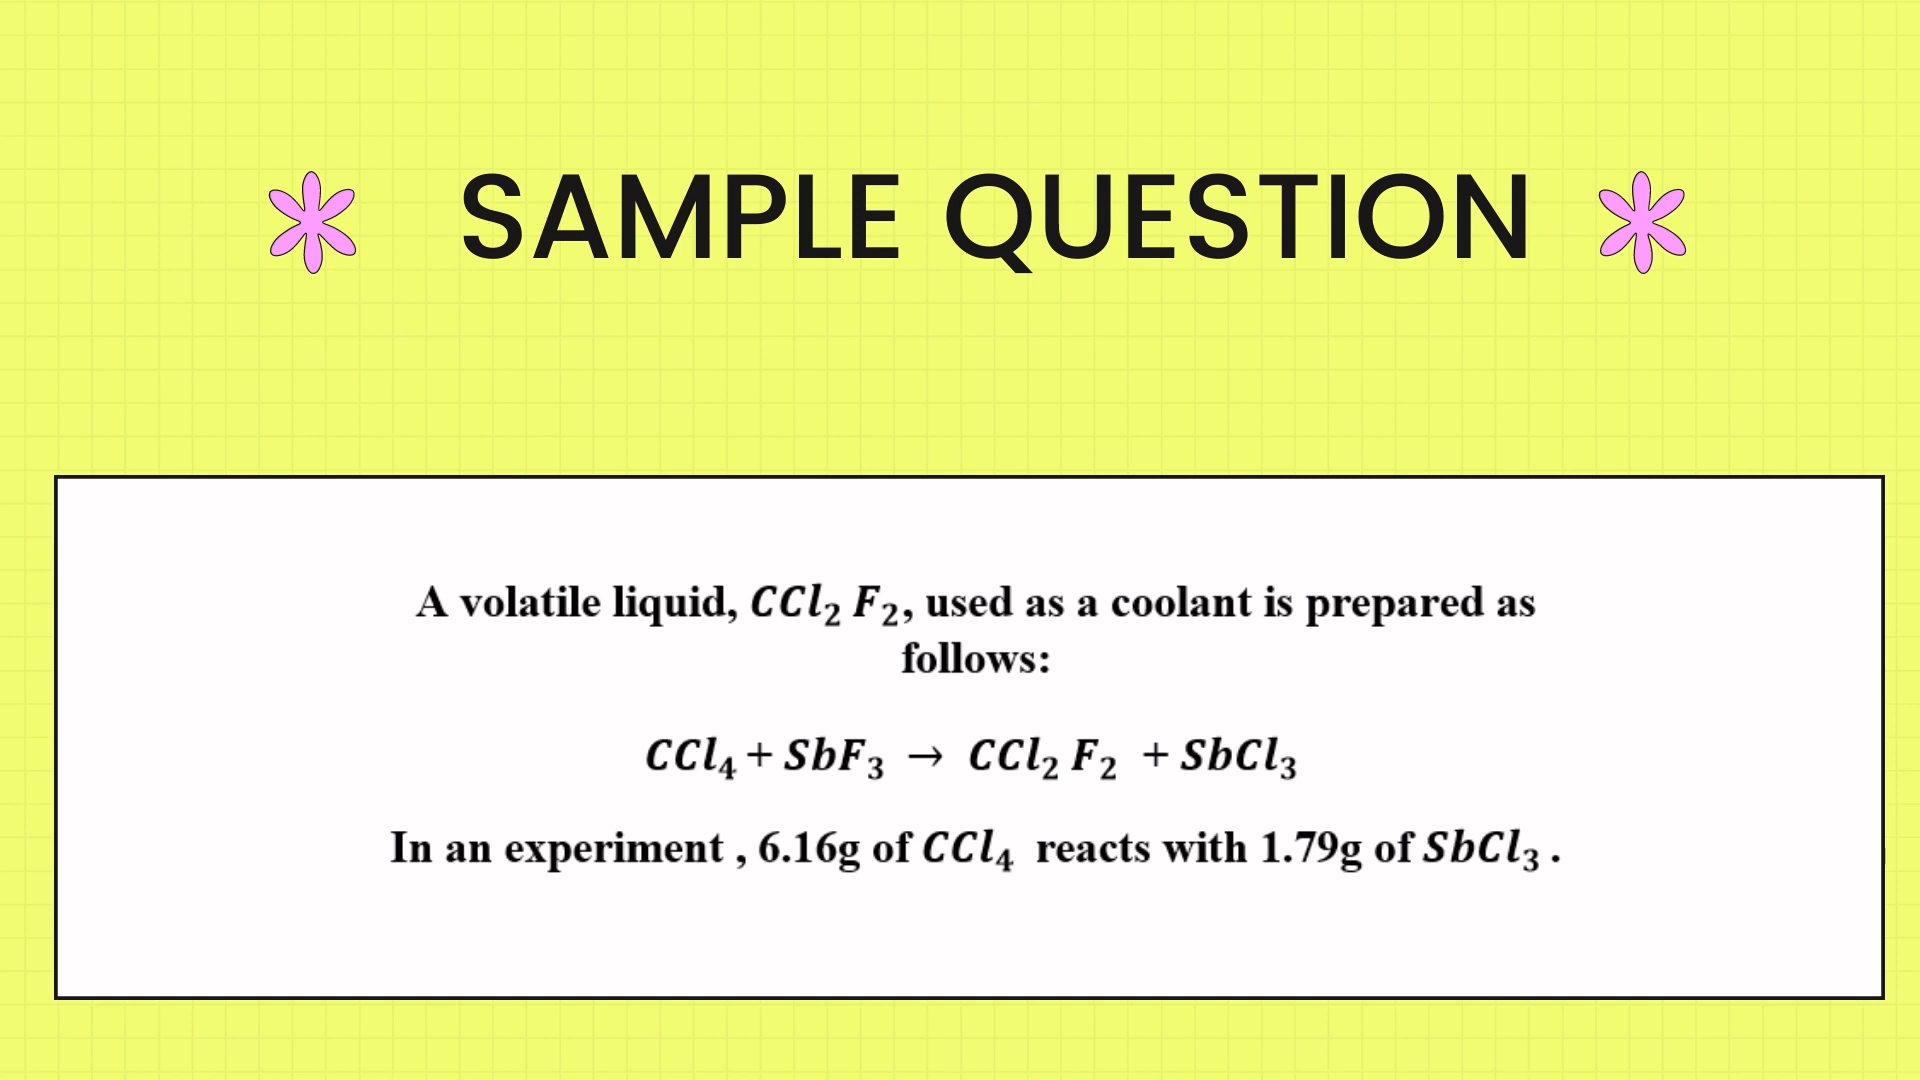 SAMPLE QUESTION
A volatile liquid, CCl₂ F₂, used as a coolant is prepared as
follows:
CCl₄ + SbF₃ → CCl₂ F₂ + SbCl₃
In an experiment , 6.16g of CCl₄ reacts with 1.79g of SbCl₃ .